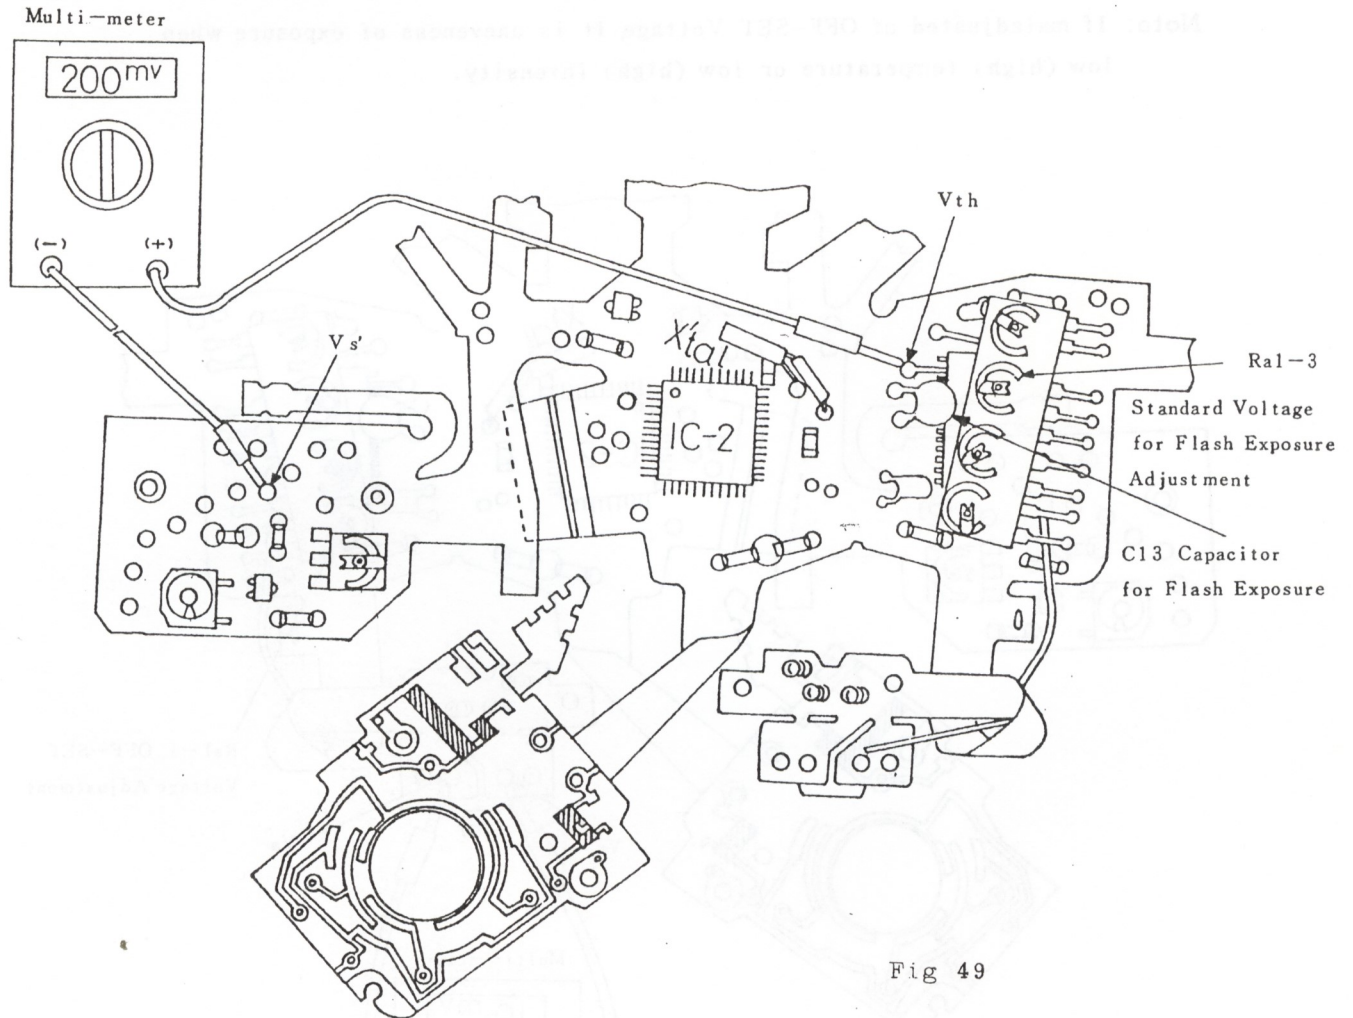 Multi-meter
200mv
(-)
(+)
Vs'
X'tal
IC-2
Vth
Ra1-3
Standard Voltage
for Flash Exposure
Adjustment
C13 Capacitor
for Flash Exposure
Fig 49